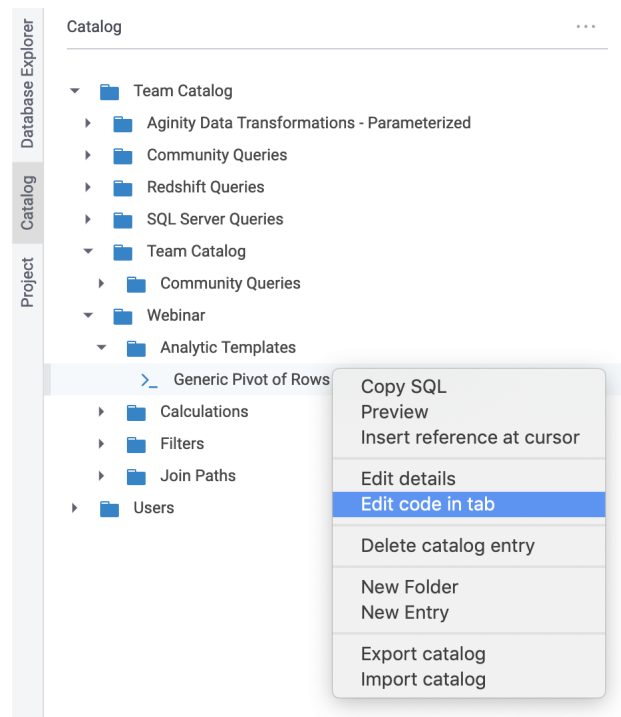 Database Explorer
Catalog
Project
Catalog
Team Catalog
Aginity Data Transformations - Parameterized
Community Queries
Redshift Queries
SQL Server Queries
Team Catalog
Community Queries
Webinar
Analytic Templates
Generic Pivot of Rows
Calculations
Filters
Join Paths
Users
Copy SQL
Preview
Insert reference at cursor
Edit details
Edit code in tab
Delete catalog entry
New Folder
New Entry
Export catalog
Import catalog